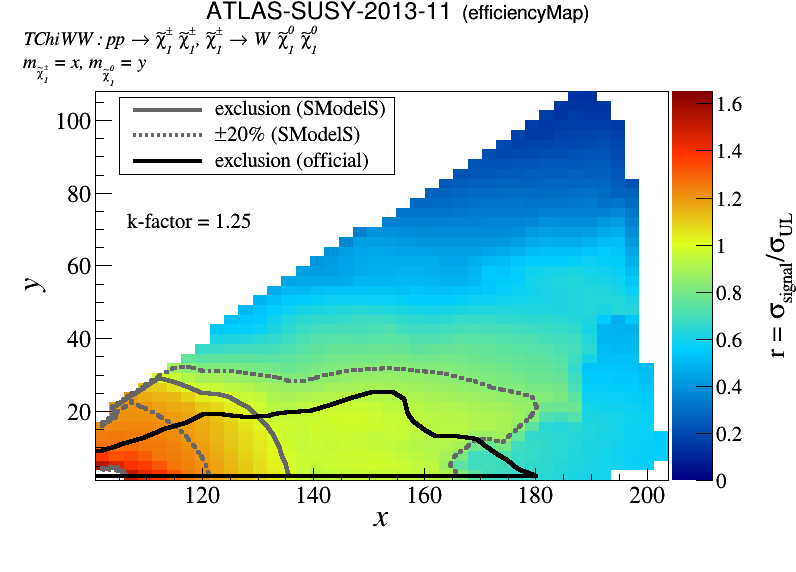 ATLAS-SUSY-2013-11 (efficiencyMap)
TChiWW : pp → χ̃₁± χ̃₁±, χ̃₁± → W χ̃₁⁰ χ̃₁⁰
m_χ̃₁± = x, m_χ̃₁⁰ = y
exclusion (SModelS)
±20% (SModelS)
exclusion (official)
k-factor = 1.25
100
80
60
40
20
y
120 140 160 180 200
x
1.6
1.4
1.2
1
0.8
0.6
0.4
0.2
0
r = σ_signal/σ_UL